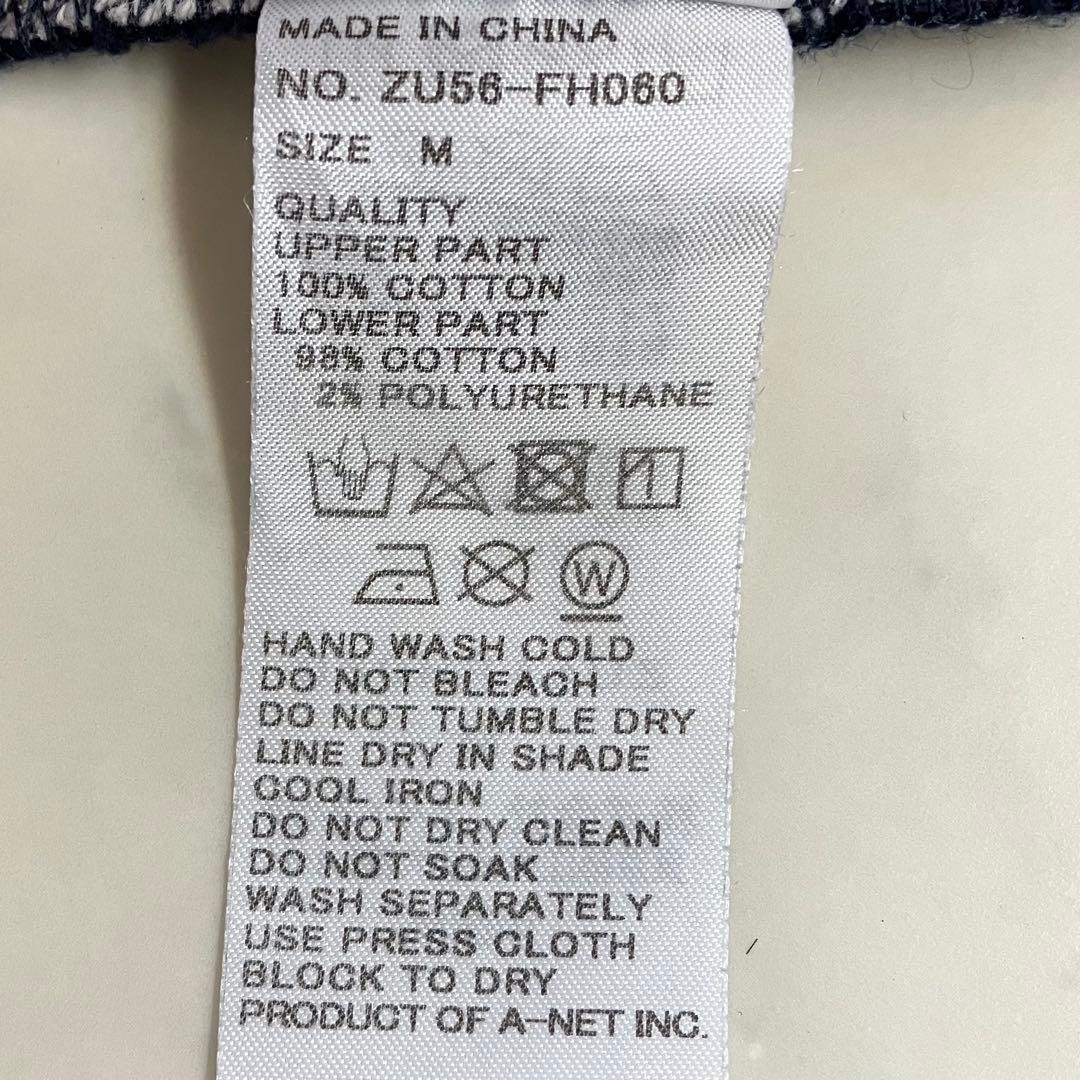 MADE IN CHINA
NO. ZU56-FH060
SIZE M
QUALITY
UPPER PART
100% COTTON
LOWER PART
98% COTTON
2% POLYURETHANE
1
W
HAND WASH COLD
DO NOT BLEACH
DO NOT TUMBLE DRY
LINE DRY IN SHADE
COOL IRON
DO NOT DRY CLEAN
DO NOT SOAK
WASH SEPARATELY
USE PRESS CLOTH
BLOCK TO DRY
PRODUCT OF A-NET INC.